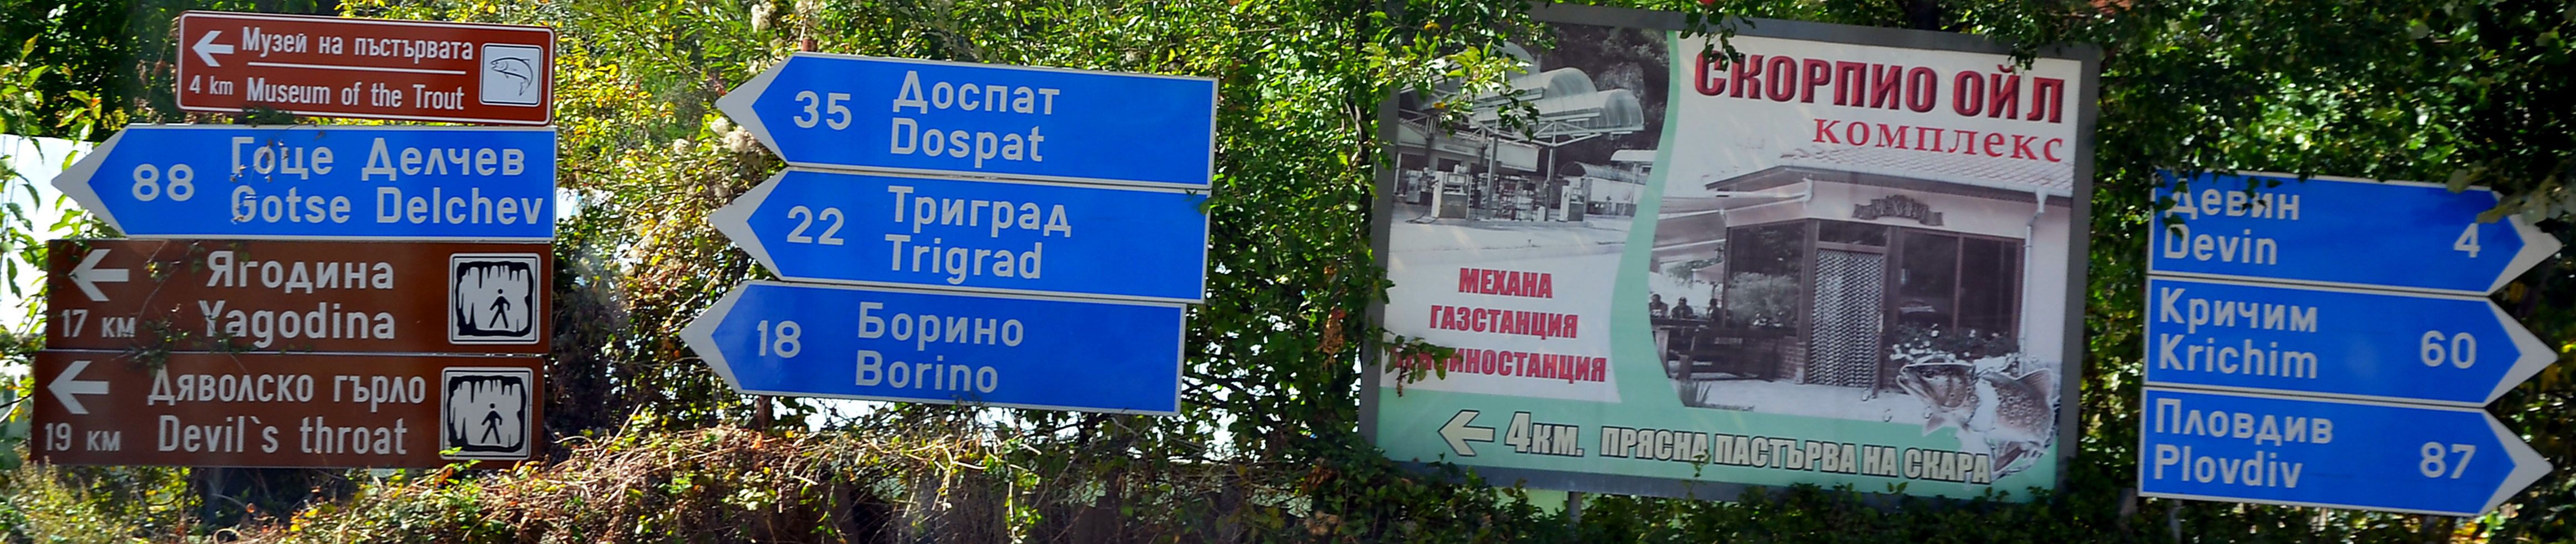 Музей на пъстървата
4 km Museum of the Trout
88 Гоце Делчев
Gotse Delchev
Ягодина
17 км Yagodina
Дяволско гърло
19 км Devil`s throat
35 Доспат
Dospat
22 Триград
Trigrad
18 Борино
Borino
СКОРПИО ОЙЛ
КОМПЛЕКС
МЕХАНА
ГАЗСТАНЦИЯ
4КМ. ПРЯСНА ПАСТЪРВА НА СКАРА
Девин
Devin 4
Кричим
Krichim 60
Пловдив
Plovdiv 87